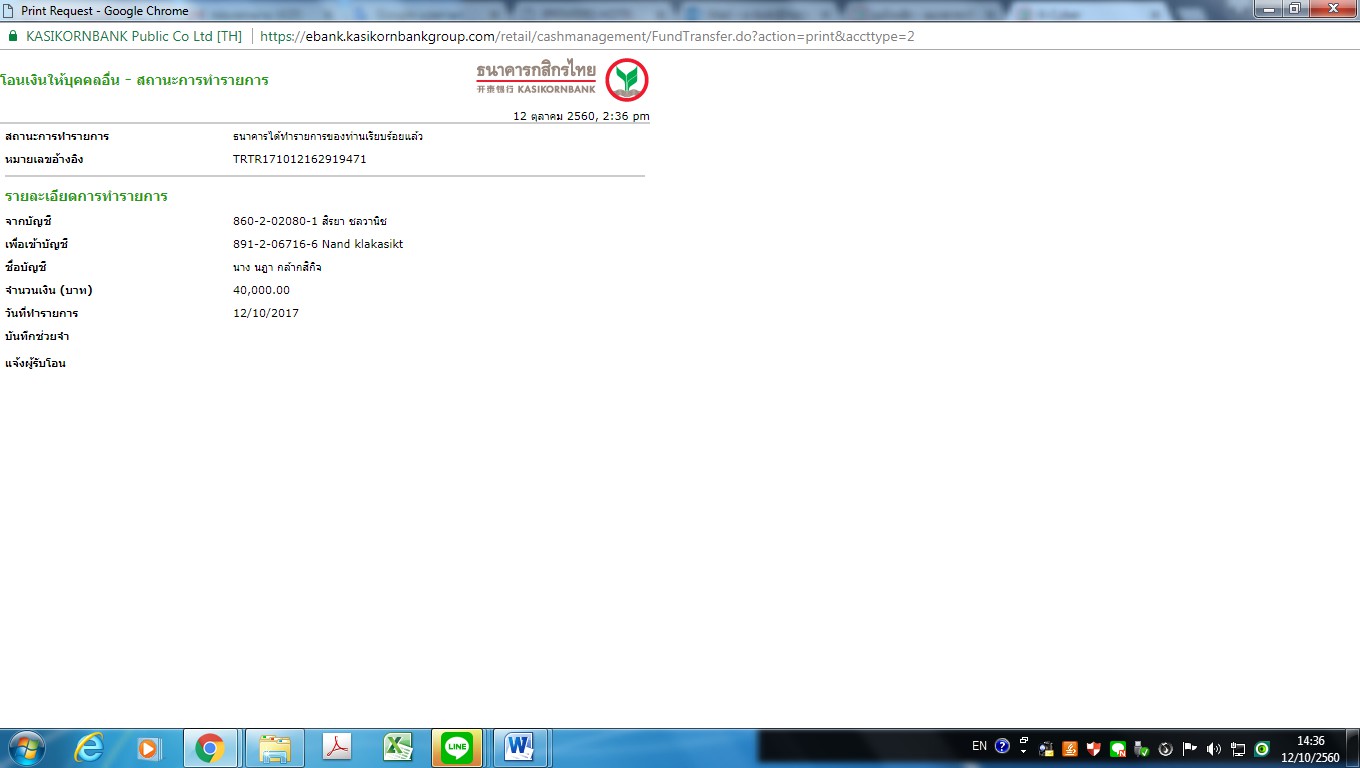 Print Request - Google Chrome
KASIKORNBANK Public Co Ltd [TH] https://ebank.kasikornbankgroup.com/retail/cashmanagement/FundTransfer.do?action=print&accttype=2
โอนเงินให้บุคคลอื่น - สถานะการทำรายการ
ธนาคารกสิกรไทย
开泰银行 KASIKORNBANK
12 ตุลาคม 2560, 2:36 pm
สถานะการทำรายการ ธนาคารได้ทำรายการของท่านเรียบร้อยแล้ว
หมายเลขอ้างอิง TRTR171012162919471
รายละเอียดการทำรายการ
จากบัญชี 860-2-02080-1 สิรยา ชลวานิช
เพื่อเข้าบัญชี 891-2-06716-6 Nand klakasikt
ชื่อบัญชี นาง นฎา กล้ากสิกิจ
จำนวนเงิน (บาท) 40,000.00
วันที่ทำรายการ 12/10/2017
บันทึกช่วยจำ
แจ้งผู้รับโอน
LINE
EN
14:36
12/10/2560